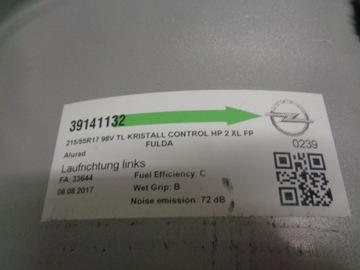 39141132
215/55R17 98V TL KRISTALL CONTROL HP 2 XL FP
FULDA
Alurad
0239
Laufrichtung links
FA: 33644
08.08.2017
Fuel Efficiency: C
Wet Grip: B
Noise emission: 72 dB